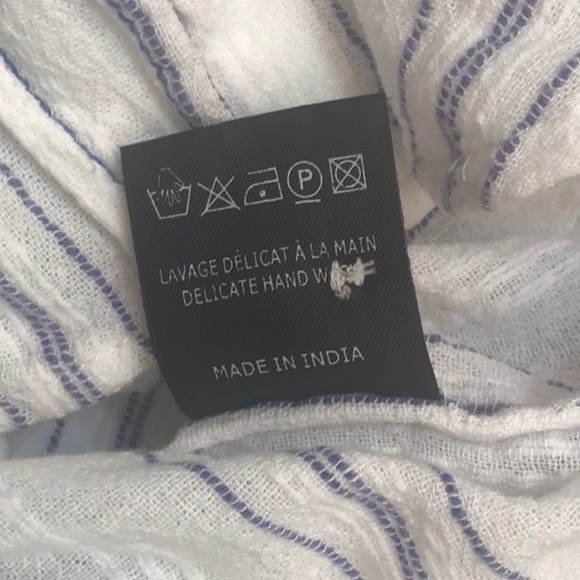 P
LAVAGE DÉLICAT À LA MAIN
DELICATE HAND
MADE IN INDIA